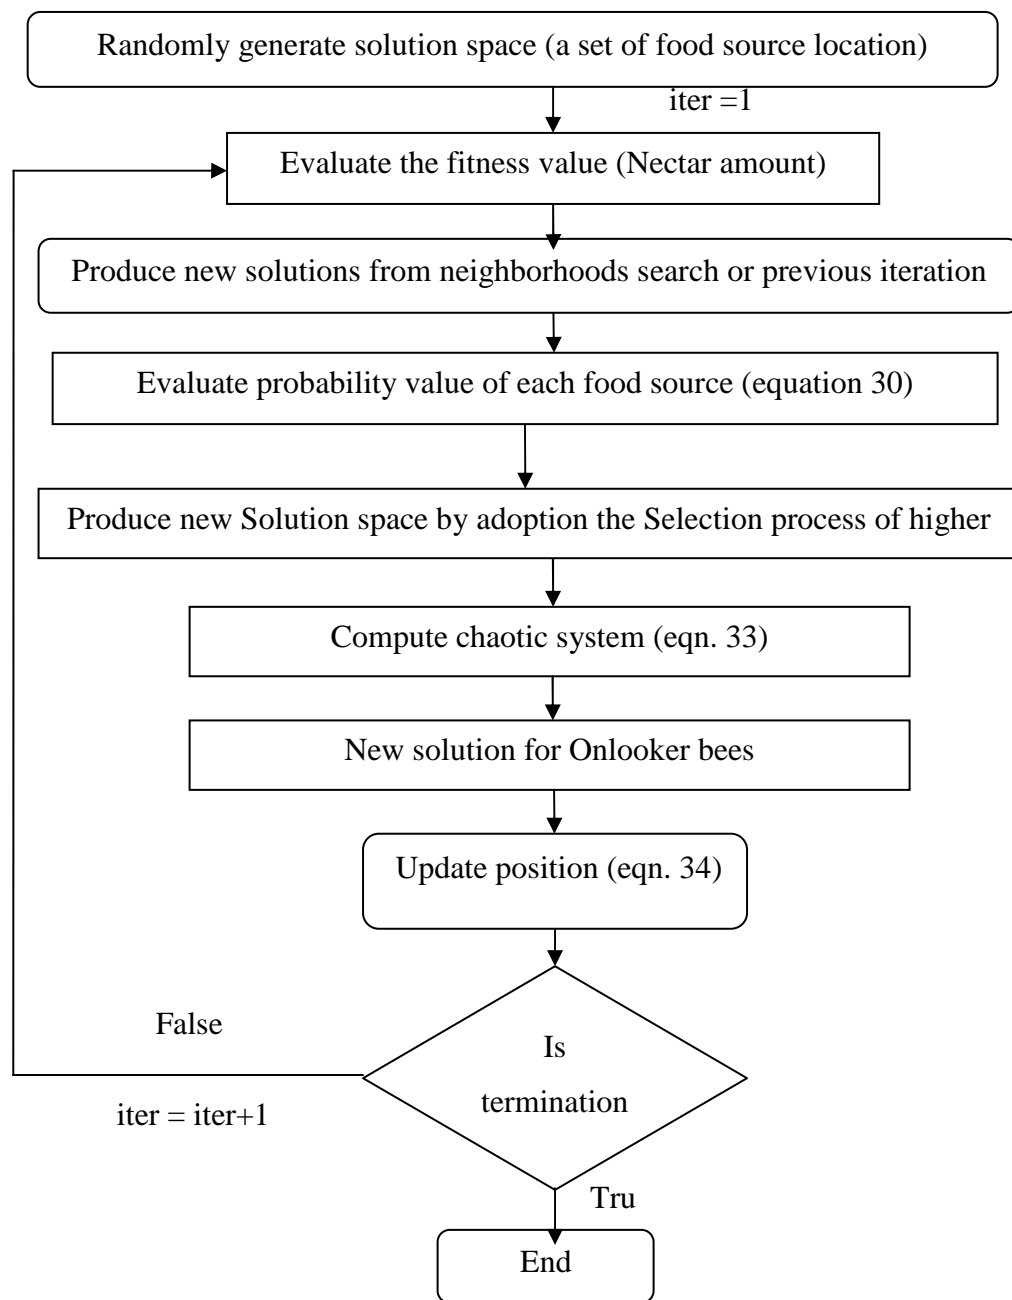 Randomly generate solution space (a set of food source location)
iter =1
Evaluate the fitness value (Nectar amount)
Produce new solutions from neighborhoods search or previous iteration
Evaluate probability value of each food source (equation 30)
Produce new Solution space by adoption the Selection process of higher
Compute chaotic system (eqn. 33)
New solution for Onlooker bees
Update position (eqn. 34)
False
Is
termination
iter = iter+1
Tru
End